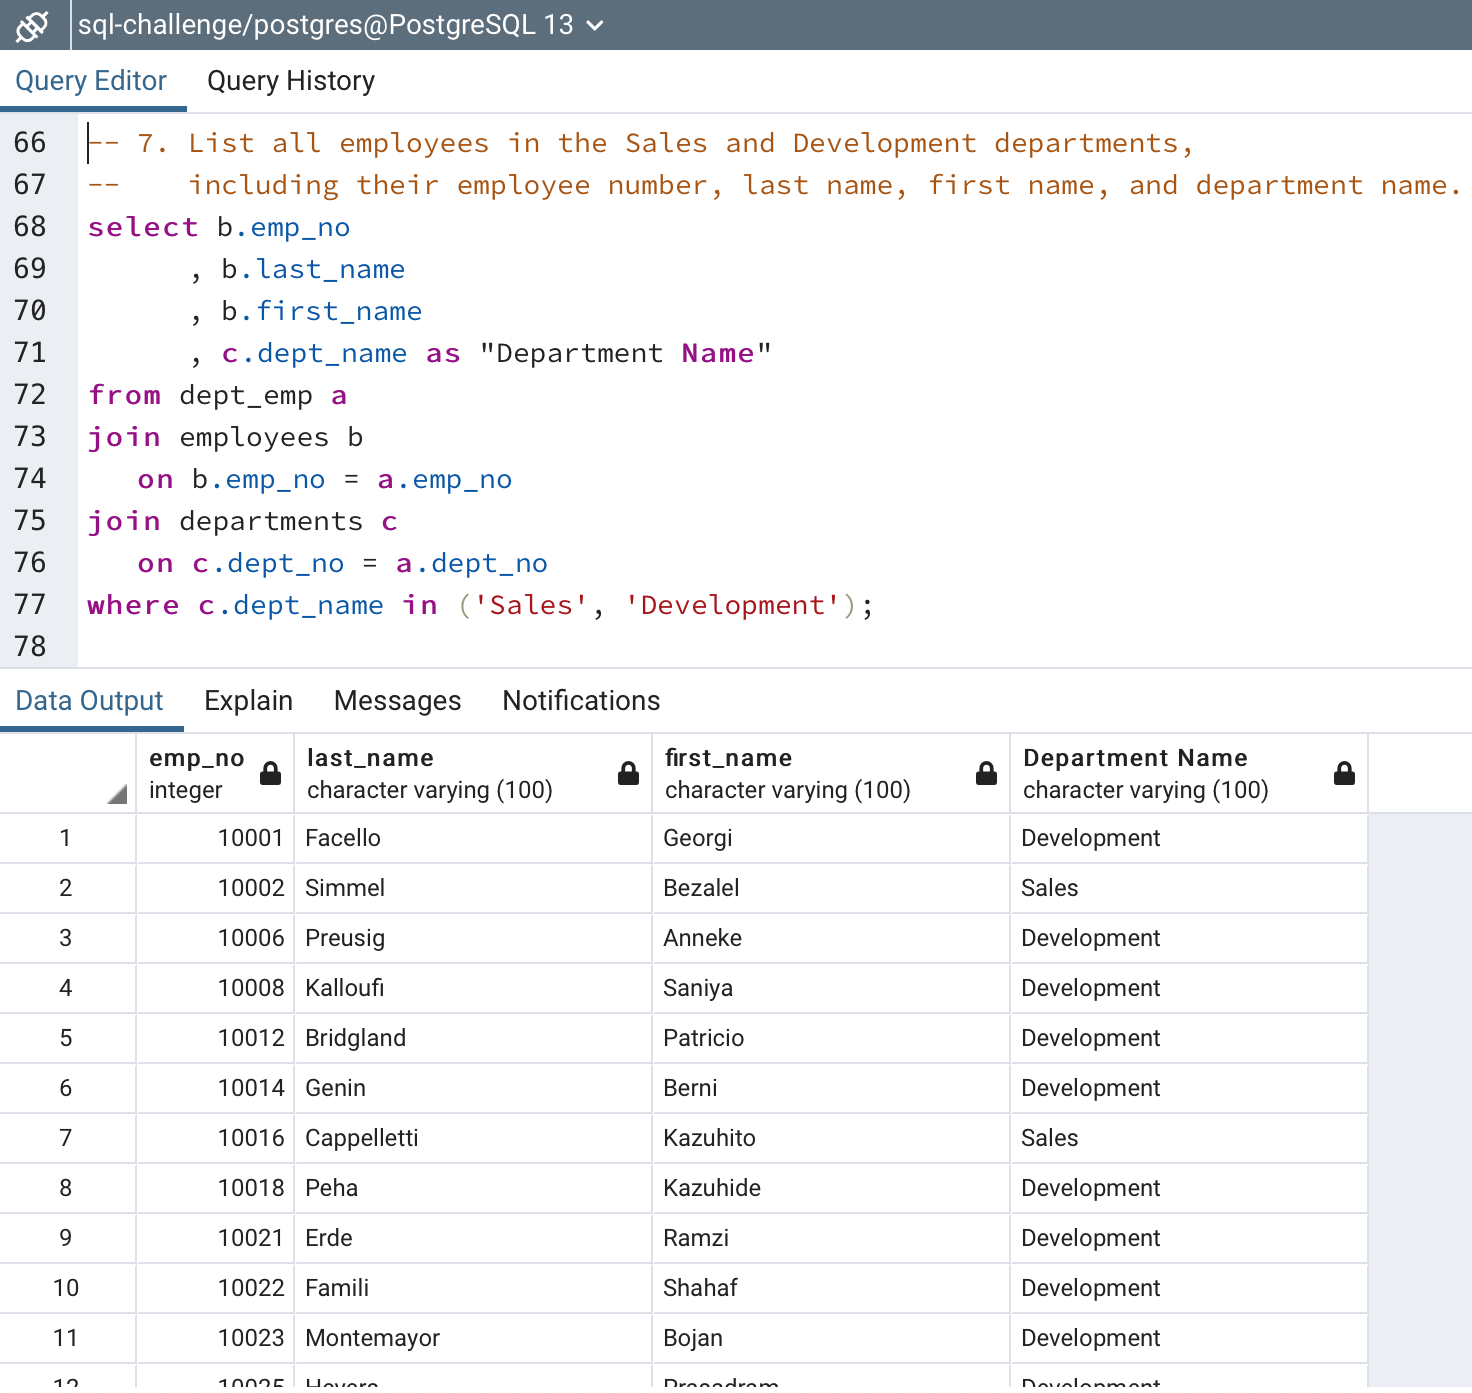 sql-challenge/postgres@PostgreSQL 13
Query Editor Query History
66 -- 7. List all employees in the Sales and Development departments,
67 --    including their employee number, last name, first name, and department name.
68 select b.emp_no
69 , b.last_name
70 , b.first_name
71 , c.dept_name as "Department Name"
72 from dept_emp a
73 join employees b
74 on b.emp_no = a.emp_no
75 join departments c
76 on c.dept_no = a.dept_no
77 where c.dept_name in ('Sales', 'Development');
78
Data Output Explain Messages Notifications
emp_no last_name first_name Department Name
integer character varying (100) character varying (100) character varying (100)
1 10001 Facello Georgi Development
2 10002 Simmel Bezalel Sales
3 10006 Preusig Anneke Development
4 10008 Kalloufi Saniya Development
5 10012 Bridgland Patricio Development
6 10014 Genin Berni Development
7 10016 Cappelletti Kazuhito Sales
8 10018 Peha Kazuhide Development
9 10021 Erde Ramzi Development
10 10022 Famili Shahaf Development
11 10023 Montemayor Bojan Development
12 10025 Heyers Prasadram Development